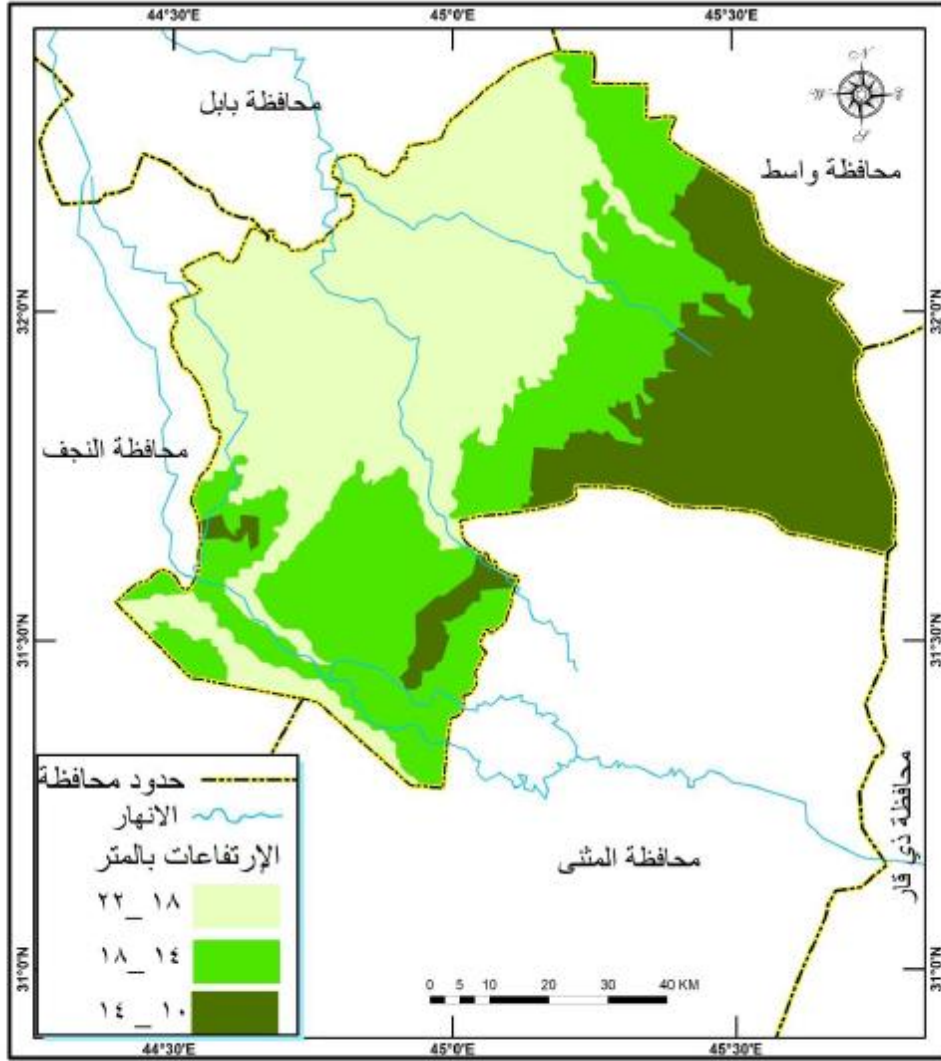 44°30'E 45°0'E 45°30'E
N
W E
S
محافظة بابل
محافظة واسط
32°0'N 32°0'N
محافظة النجف
31°30'N 31°30'N
حدود محافظة
الانهار
الإرتفاعات بالمتر
١٨ _ ٢٢
١٤ _ ١٨
١٠ _ ١٤
محافظة المثنى
محافظة ذي قار
31°0'N 31°0'N
0 5 10 20 30 40 KM
44°30'E 45°0'E 45°30'E